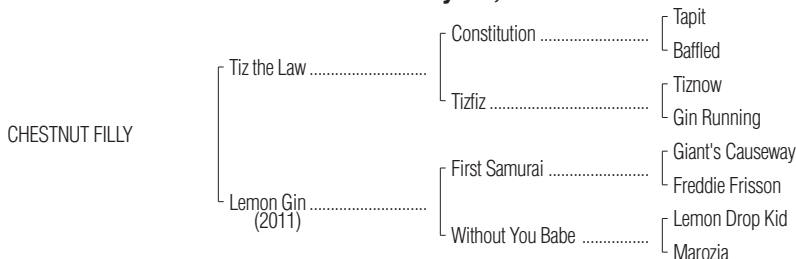 Tapit
Constitution ..........................
Baffled
Tiz the Law ............................
Tiznow
Tizfiz ......................................
Gin Running
CHESTNUT FILLY
Giant's Causeway
First Samurai .........................
Freddie Frisson
Lemon Gin ............................
(2011)
Lemon Drop Kid
Without You Babe ................
Marozia